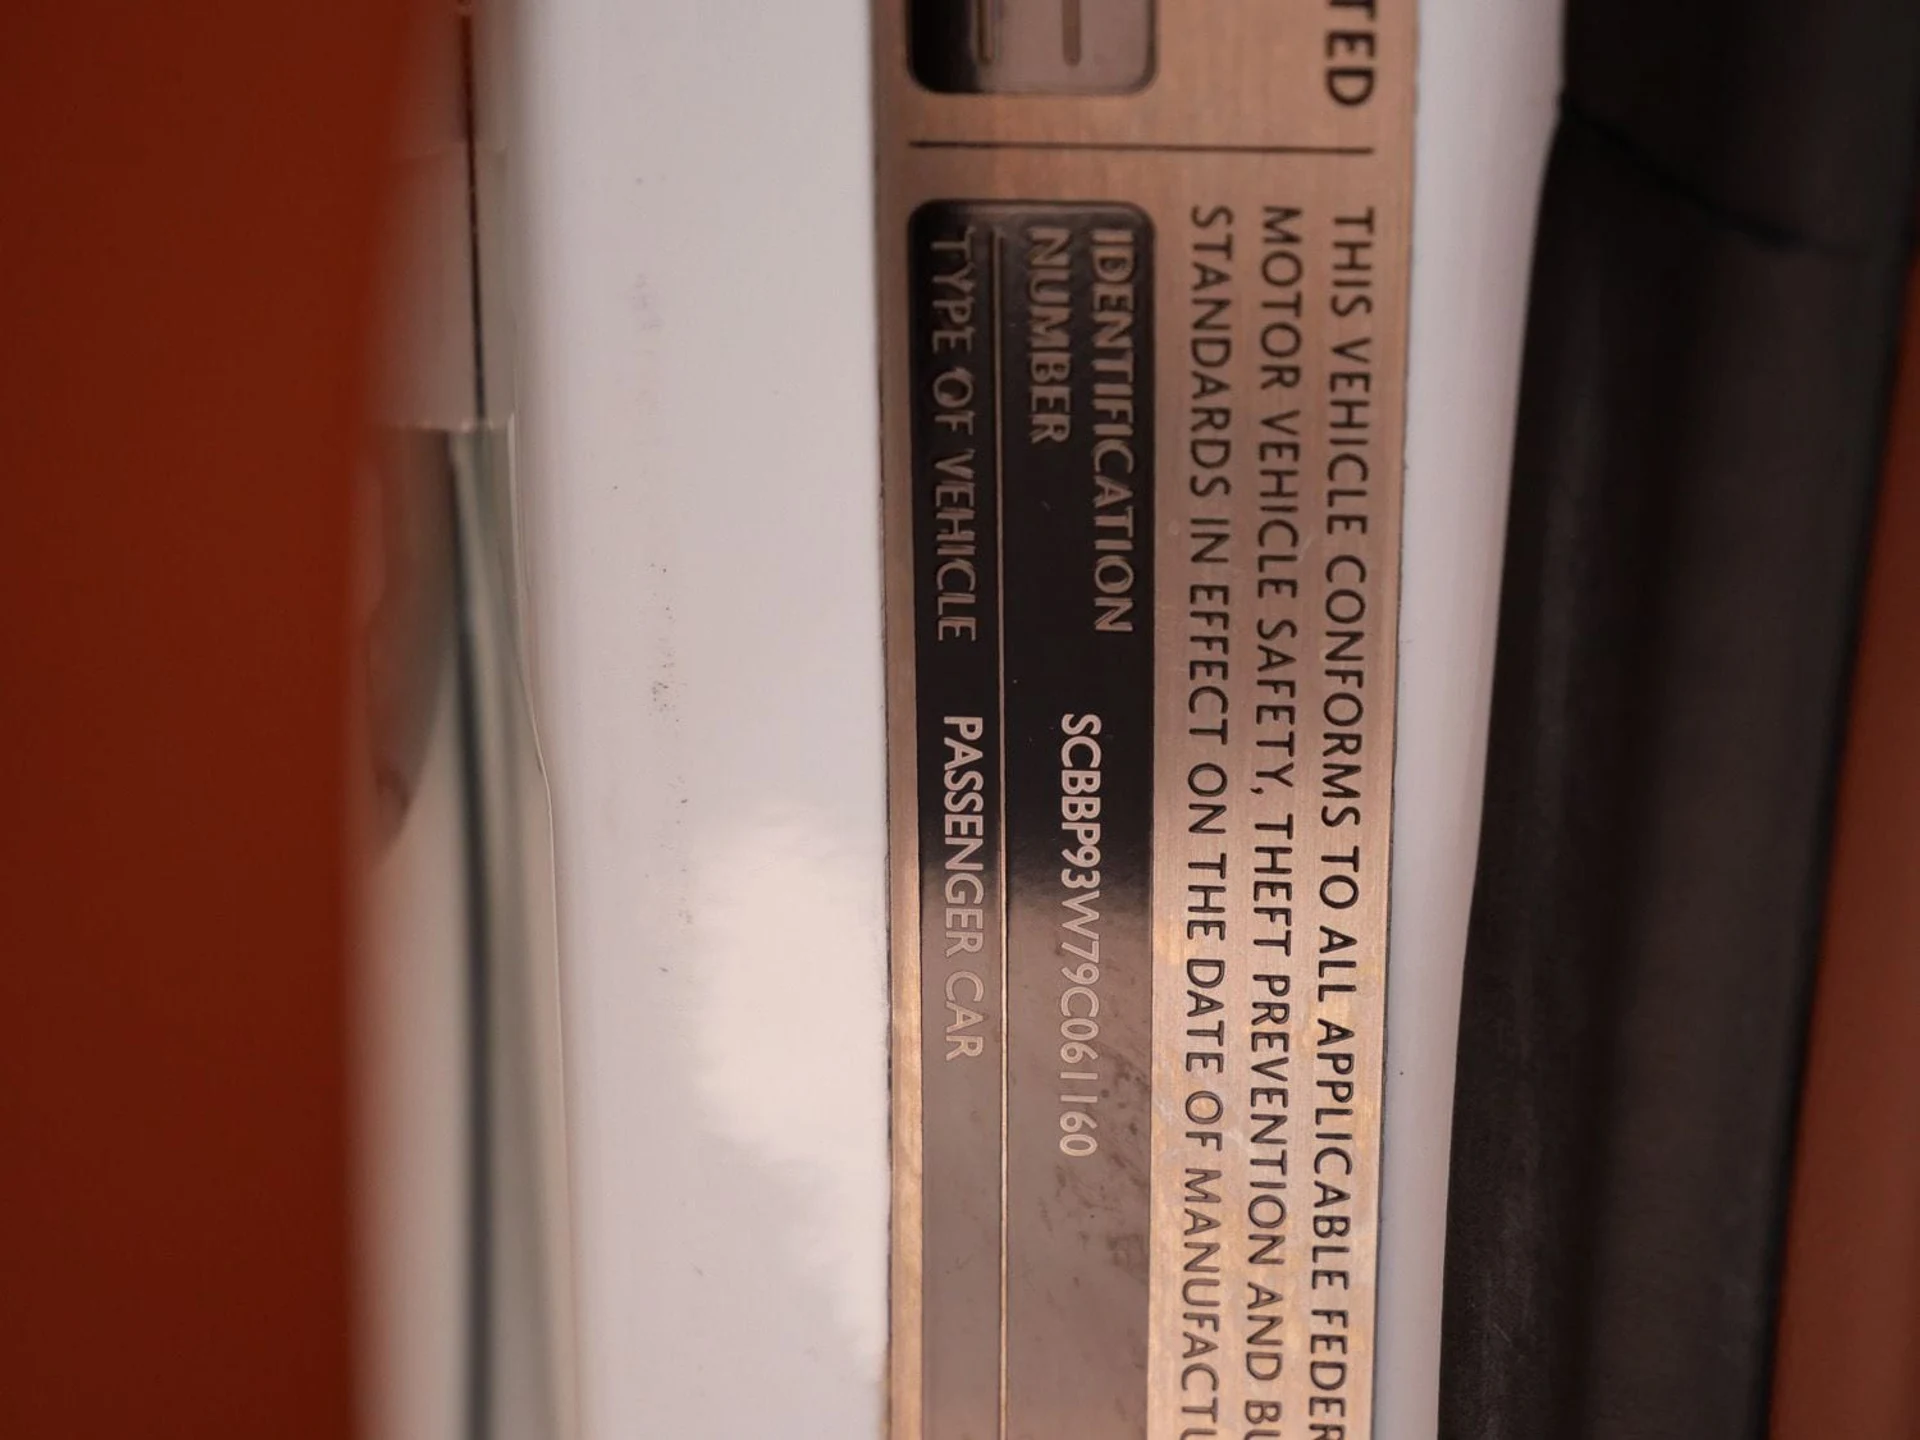 TED
THIS VEHICLE CONFORMS TO ALL APPLICABLE FEDER
MOTOR VEHICLE SAFETY, THEFT PREVENTION AND BU
STANDARDS IN EFFECT ON THE DATE OF MANUFACTU
IDENTIFICATION
NUMBER SCBBP93W79C061160
TYPE OF VEHICLE PASSENGER CAR